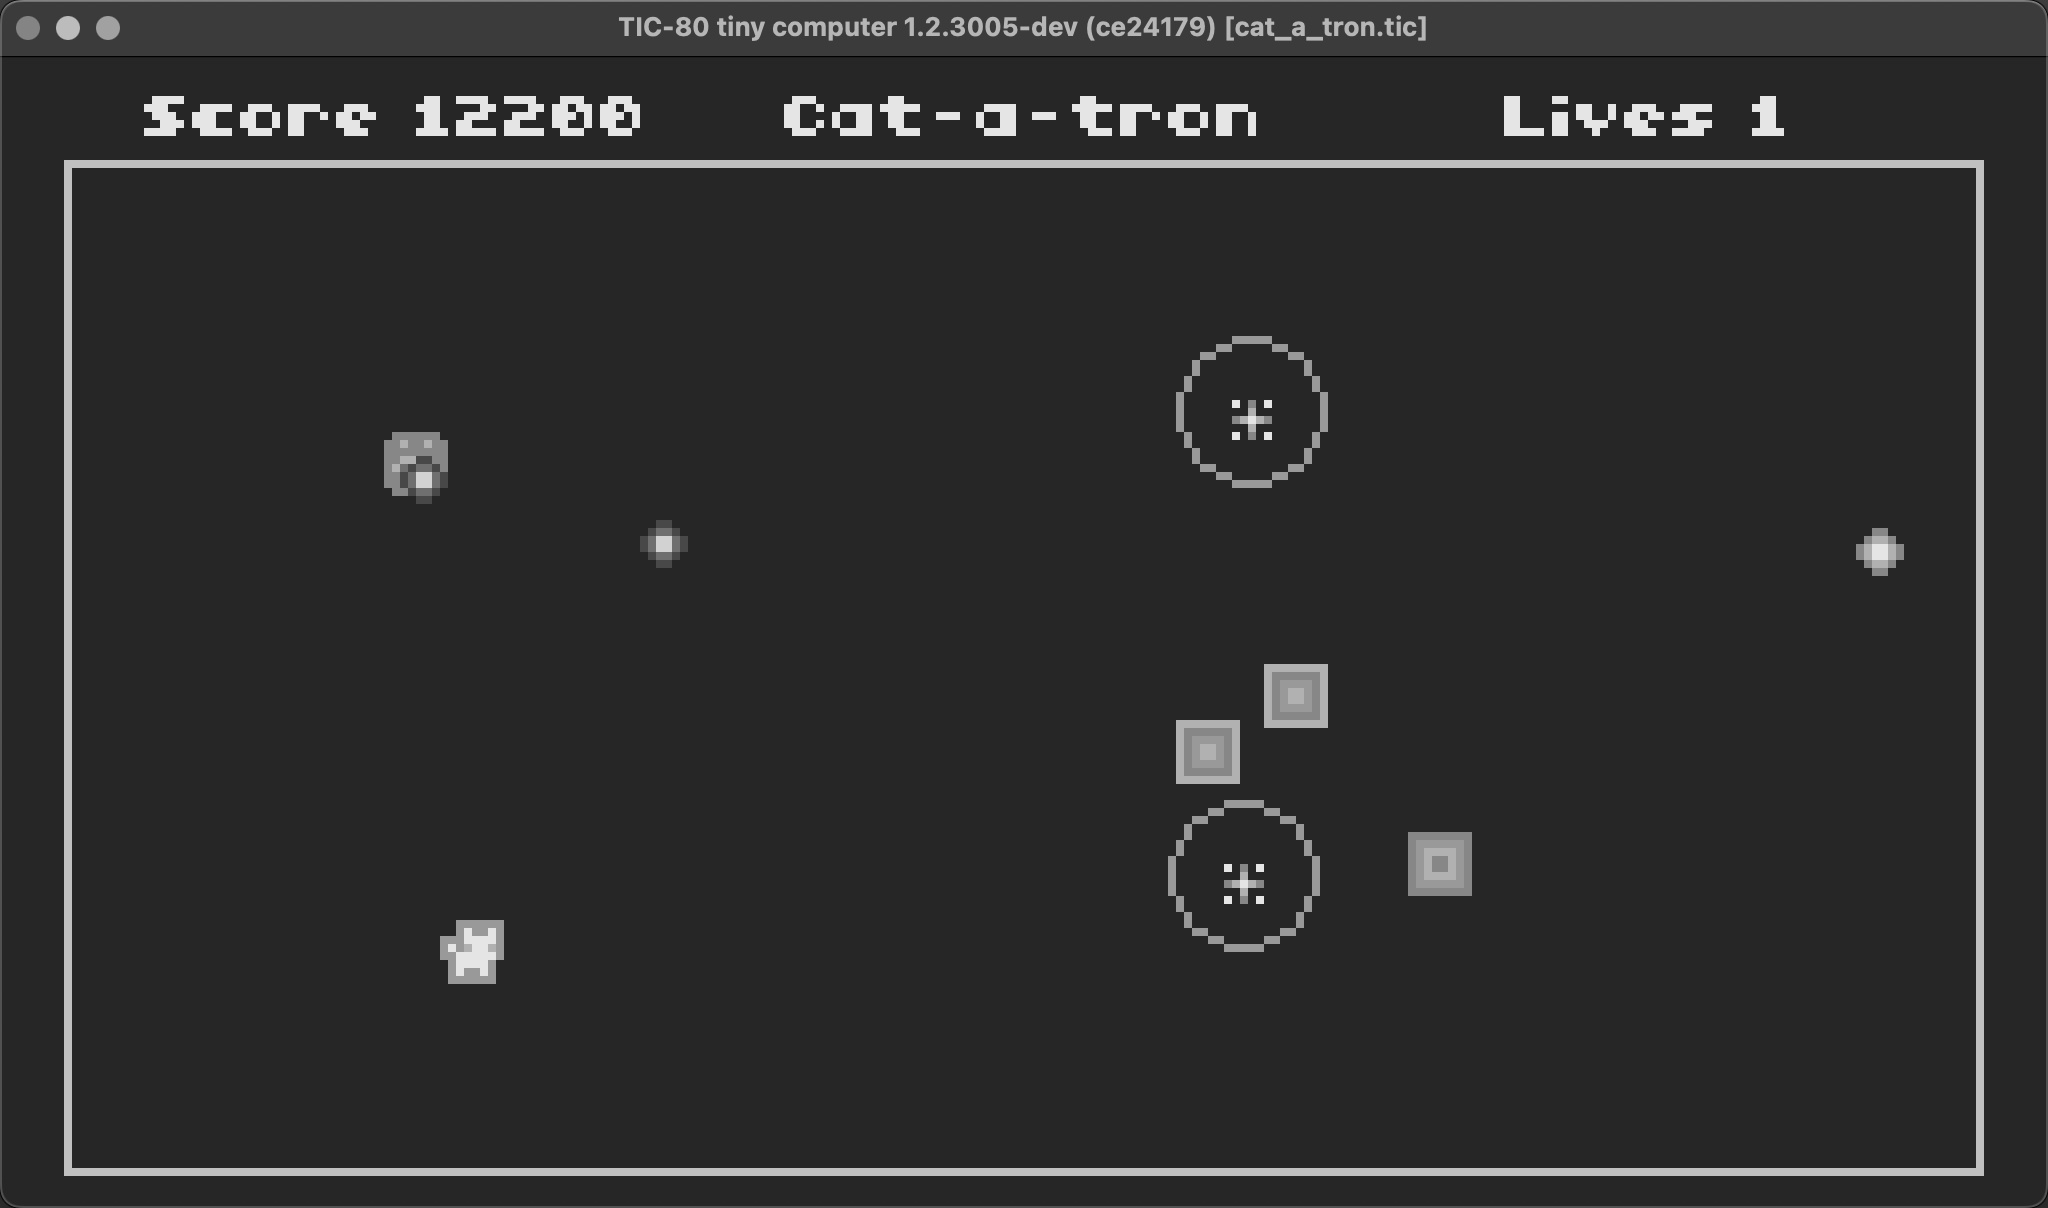 TIC-80 tiny computer 1.2.3005-dev (ce24179) [cat_a_tron.tic]
Score 12200 Cat-a-tron Lives 1